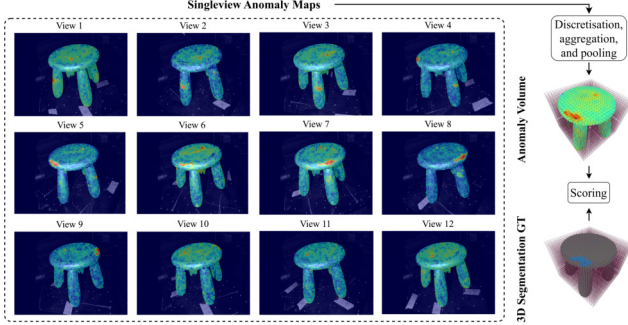 Singleview Anomaly Maps
View 1
View 2
View 3
View 4
View 5
View 6
View 7
View 8
View 9
View 10
View 11
View 12
Discretisation,
aggregation,
and pooling
Anomaly Volume
Scoring
3D Segmentation GT